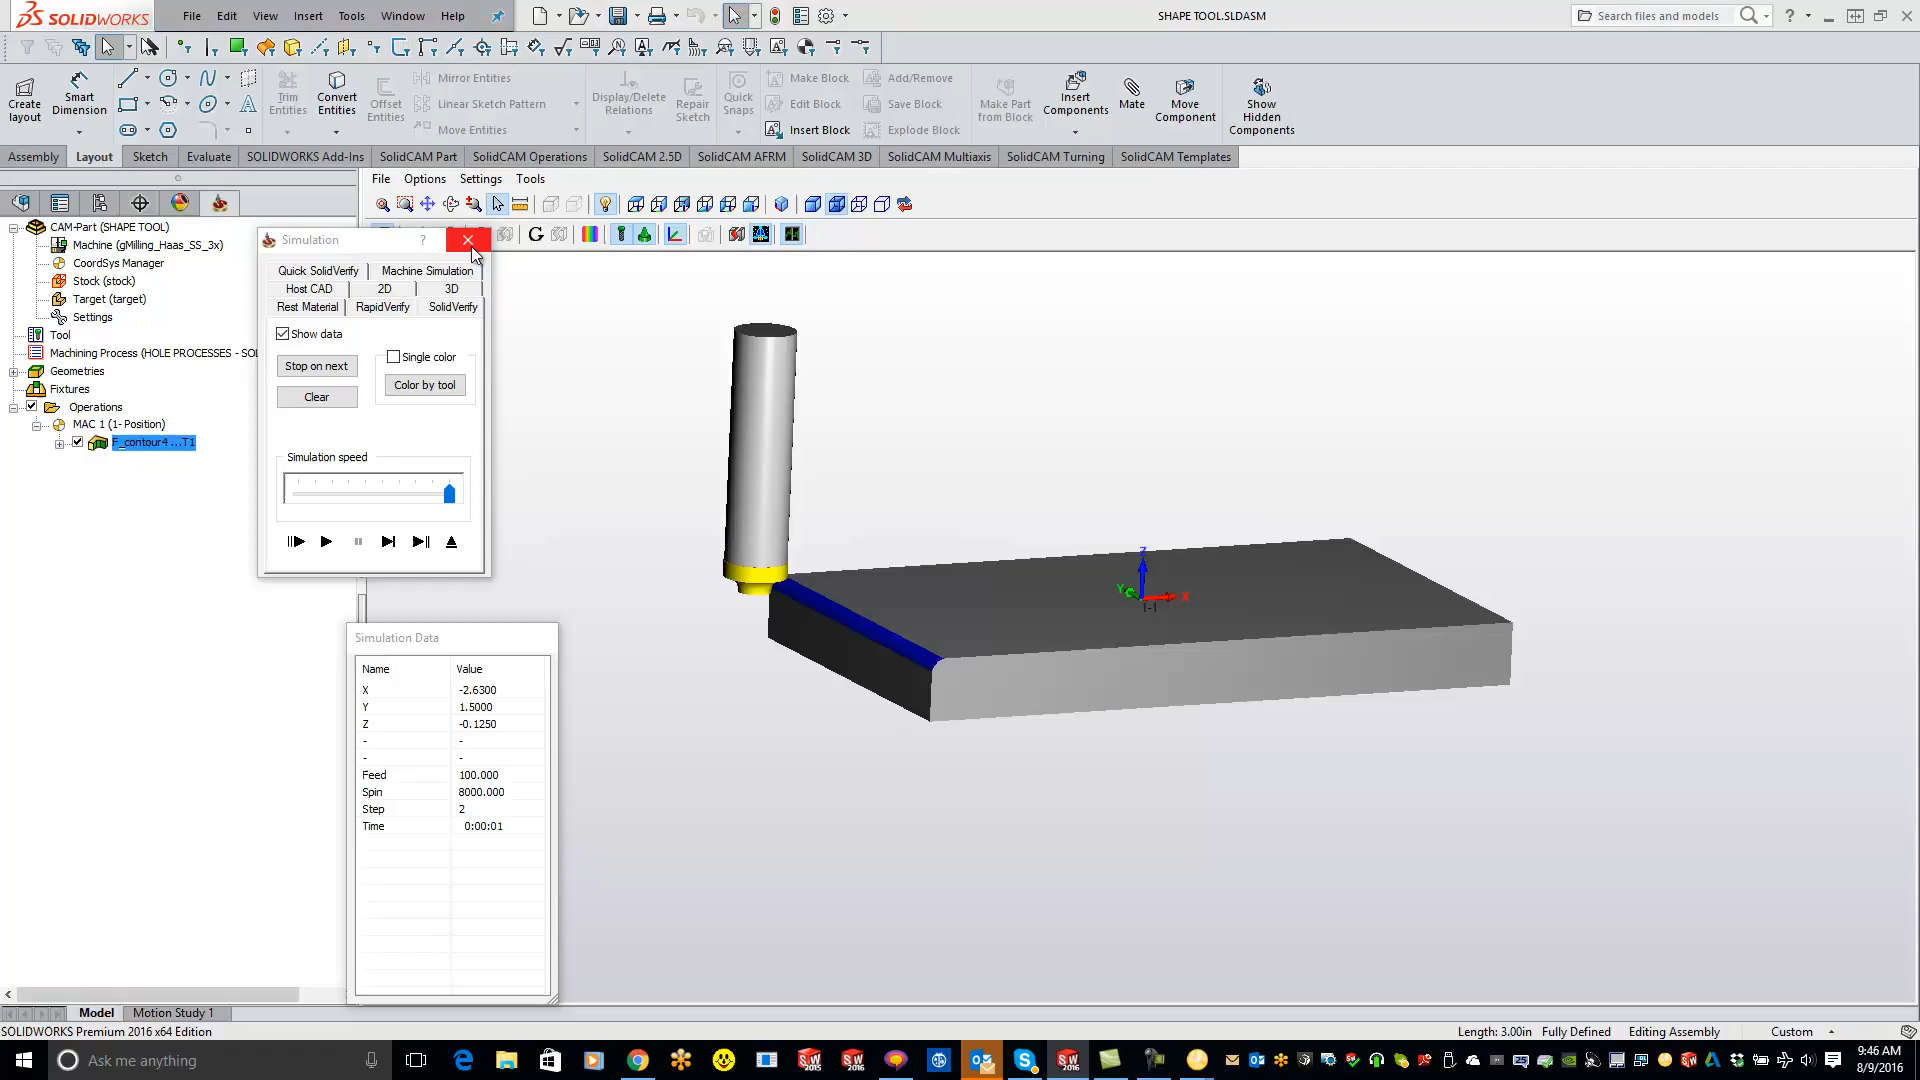 SOLIDWORKS File Edit View Insert Tools Window Help SHAPE TOOL.SLDASM Search files and models
Create layout
Smart Dimension
Trim Entities
Convert Entities
Offset Entities
Mirror Entities
Linear Sketch Pattern
Move Entities
Display/Delete Relations
Repair Sketch
Quick Snaps
Make Block
Edit Block
Insert Block
Add/Remove
Save Block
Explode Block
Make Part from Block
Insert Components
Mate
Move Component
Show Hidden Components
Assembly Layout Sketch Evaluate SOLIDWORKS Add-Ins SolidCAM Part SolidCAM Operations SolidCAM 2.5D SolidCAM AFRM SolidCAM 3D SolidCAM Multiaxis SolidCAM Turning SolidCAM Templates
File Options Settings Tools
CAM-Part (SHAPE TOOL)
Machine (gMilling_Haas_SS_3x)
CoordSys Manager
Stock (stock)
Target (target)
Settings
Tool
Machining Process (HOLE PROCESSES - SO
Geometries
Fixtures
Operations
MAC 1 (1- Position)
F_contour4 ...T1
Simulation ?
Quick SolidVerify Machine Simulation
Host CAD 2D 3D
Rest Material RapidVerify SolidVerify
Show data
Stop on next
Single color
Color by tool
Clear
Simulation speed
Z
Y
X
1-1
Simulation Data
Name Value
X -2.6300
Y 1.5000
Z -0.1250
- -
- -
Feed 100.000
Spin 8000.000
Step 2
Time 0:00:01
Model Motion Study 1
SOLIDWORKS Premium 2016 x64 Edition Length: 3.00in Fully Defined Editing Assembly Custom
Ask me anything
9:46 AM
8/9/2016